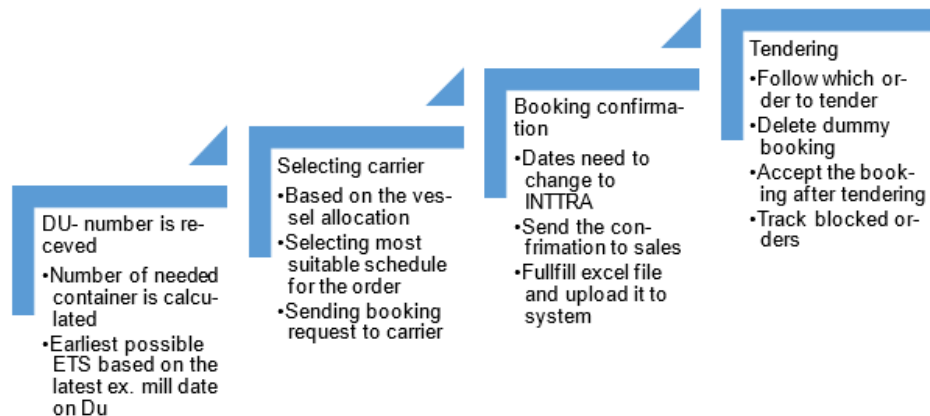 DU- number is re-
ceved
•Number of needed
container is calcu-
lated
•Earliest possible
ETS based on the
latest ex. mill date
on Du
Selecting carrier
•Based on the ves-
sel allocation
•Selecting most
suitable schedule
for the order
•Sending booking
request to carrier
Booking confirma-
tion
•Dates need to
change to
INTTRA
•Send the con-
frimation to sales
•Fullfill excel file
and upload it to
system
Tendering
•Follow which or-
der to tender
•Delete dummy
booking
•Accept the book-
ing after tendering
•Track blocked or-
ders